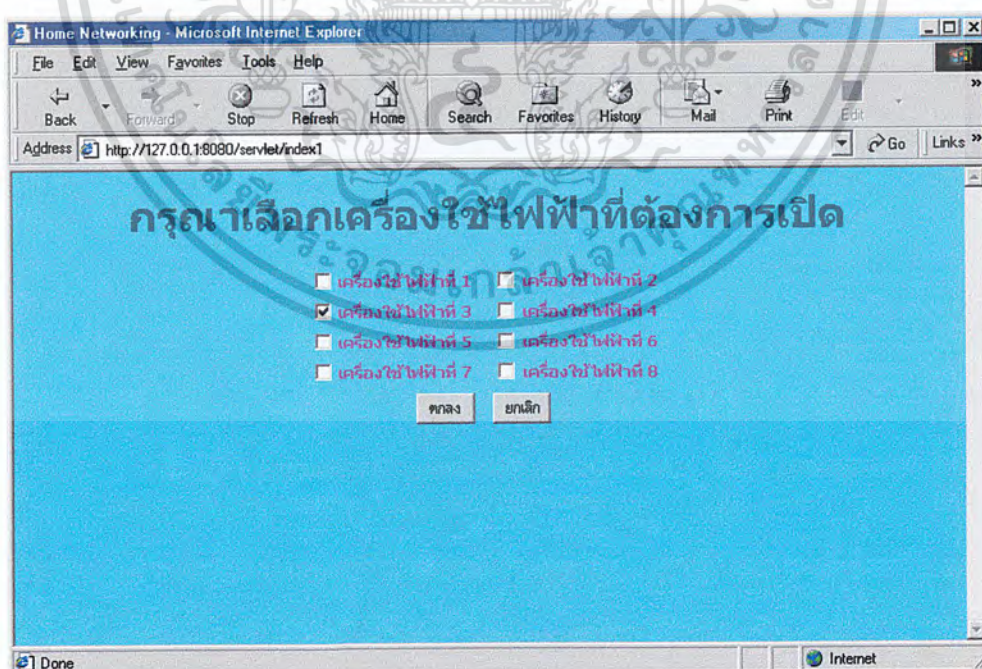 Home Networking - Microsoft Internet Explorer
File Edit View Favorites Tools Help
Back Forward Stop Refresh Home Search Favorites History Mail Print Edit
Address http://127.0.0.1:8080/servlet/index1 Go Links »
กรุณาเลือกเครื่องใช้ไฟฟ้าที่ต้องการเปิด
เครื่องใช้ไฟฟ้าที่ 1 เครื่องใช้ไฟฟ้าที่ 2
เครื่องใช้ไฟฟ้าที่ 3 เครื่องใช้ไฟฟ้าที่ 4
เครื่องใช้ไฟฟ้าที่ 5 เครื่องใช้ไฟฟ้าที่ 6
เครื่องใช้ไฟฟ้าที่ 7 เครื่องใช้ไฟฟ้าที่ 8
ตกลง ยกเลิก
Done Internet